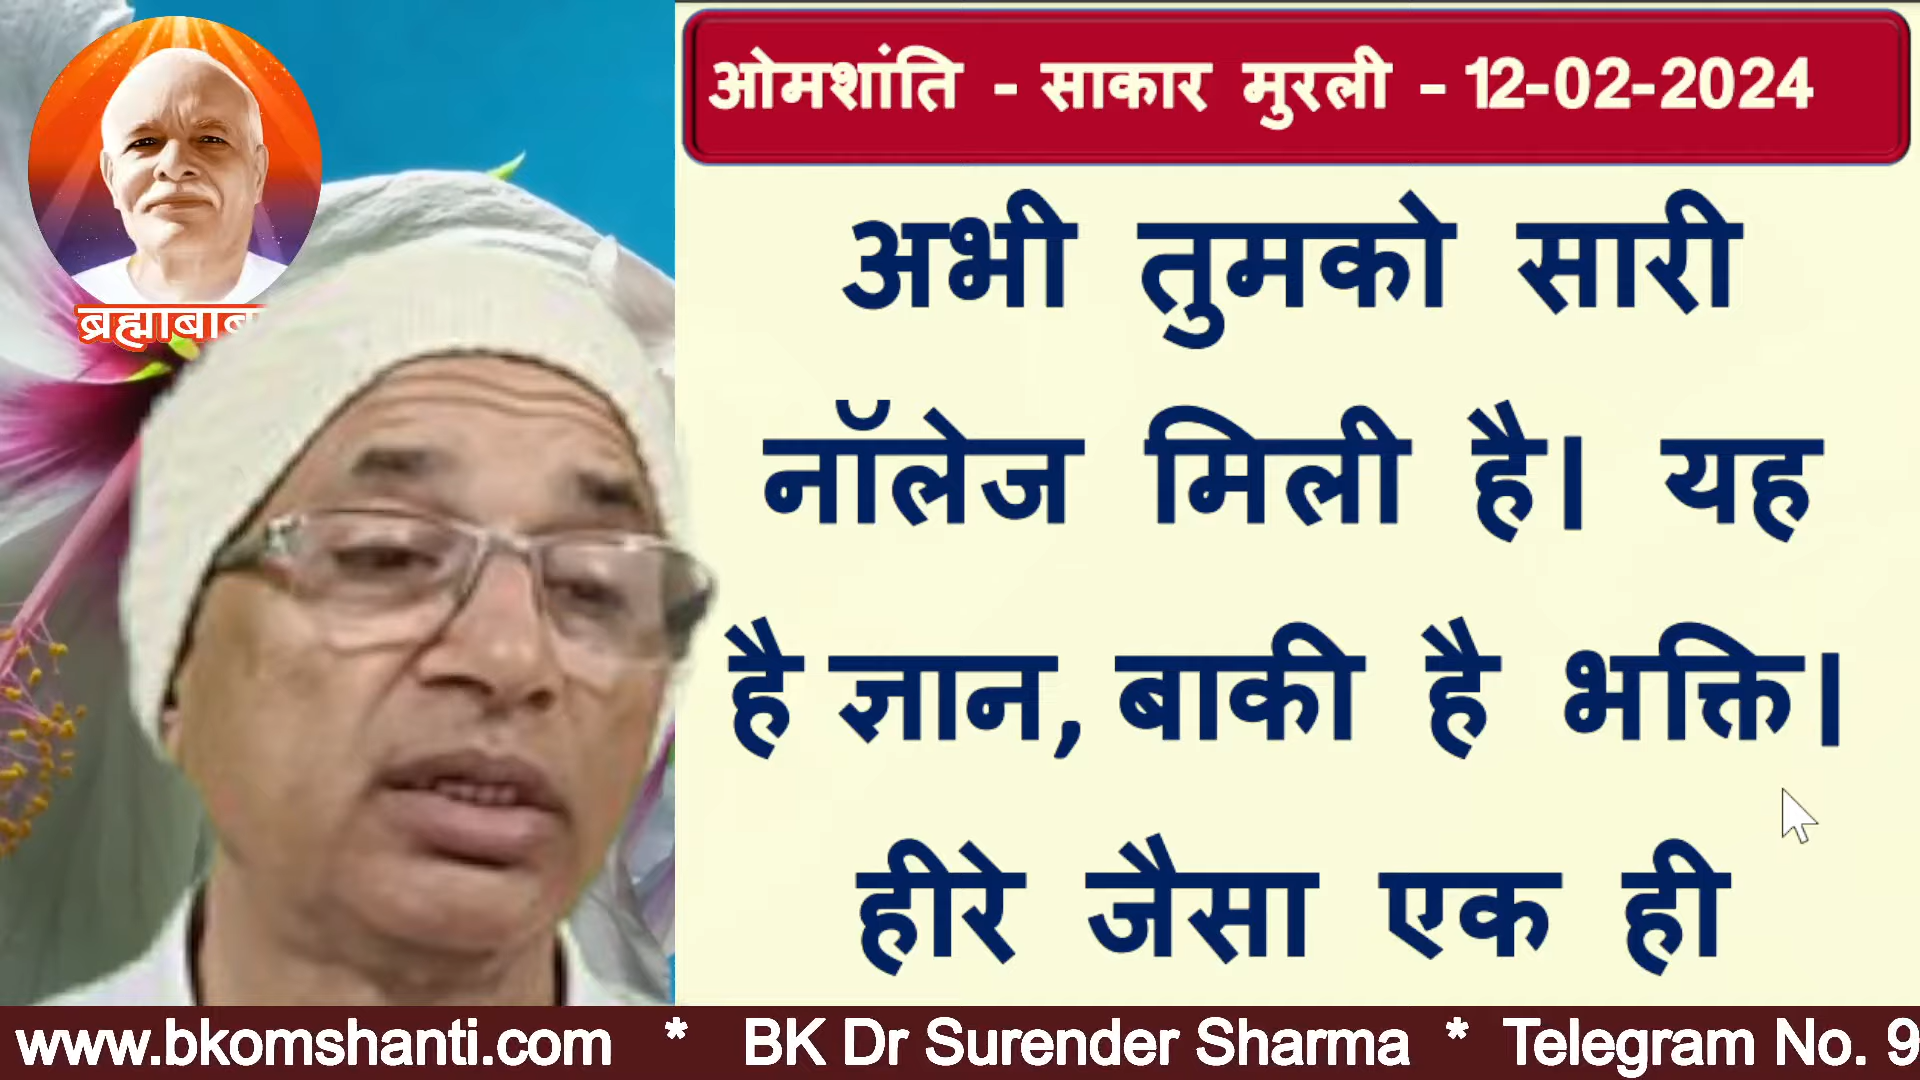 ओमशांति - साकार मुरली - 12-02-2024
ब्रह्माबाब
अभी तुमको सारी
नॉलेज मिली है। यह
है ज्ञान, बाकी है भक्ति।
हीरे जैसा एक ही
www.bkomshanti.com * BK Dr Surender Sharma * Telegram No. 9